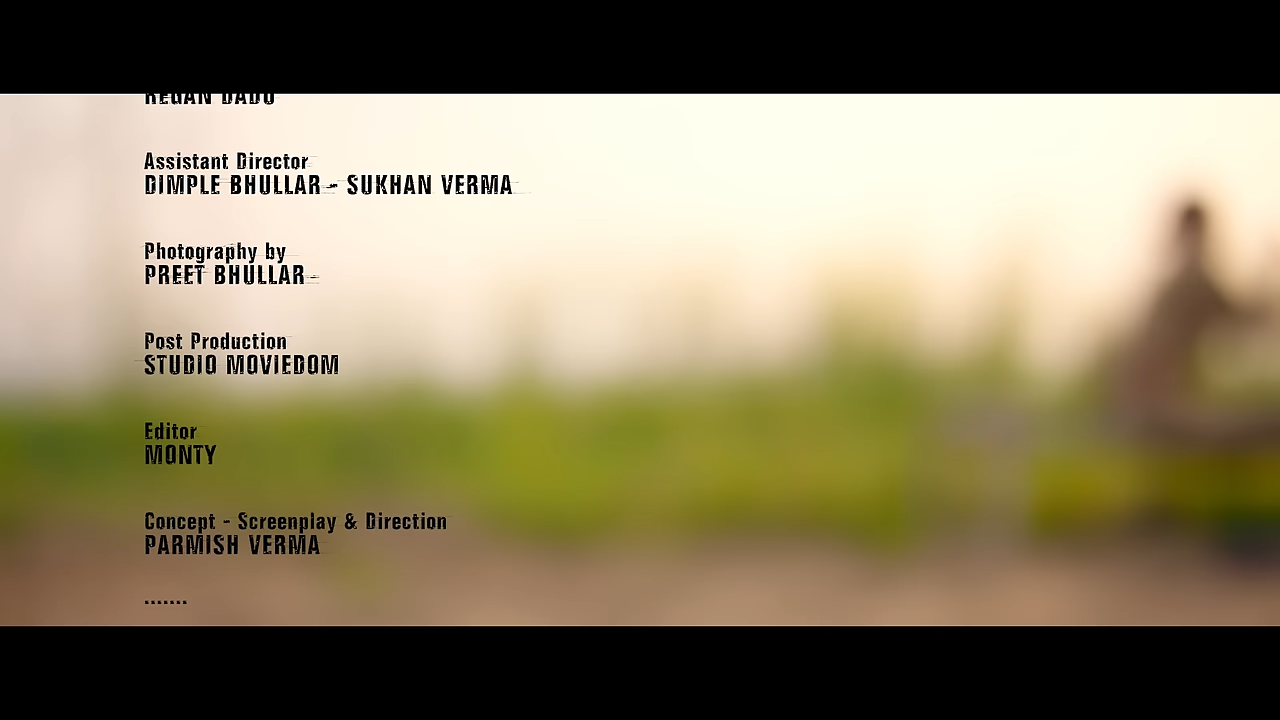 Assistant Director
DIMPLE BHULLAR - SUKHAN VERMA
Photography by
PREET BHULLAR -
Post Production
STUDIO MOVIEDOM
Editor
MONTY
Concept - Screenplay & Direction
PARMISH VERMA
.......